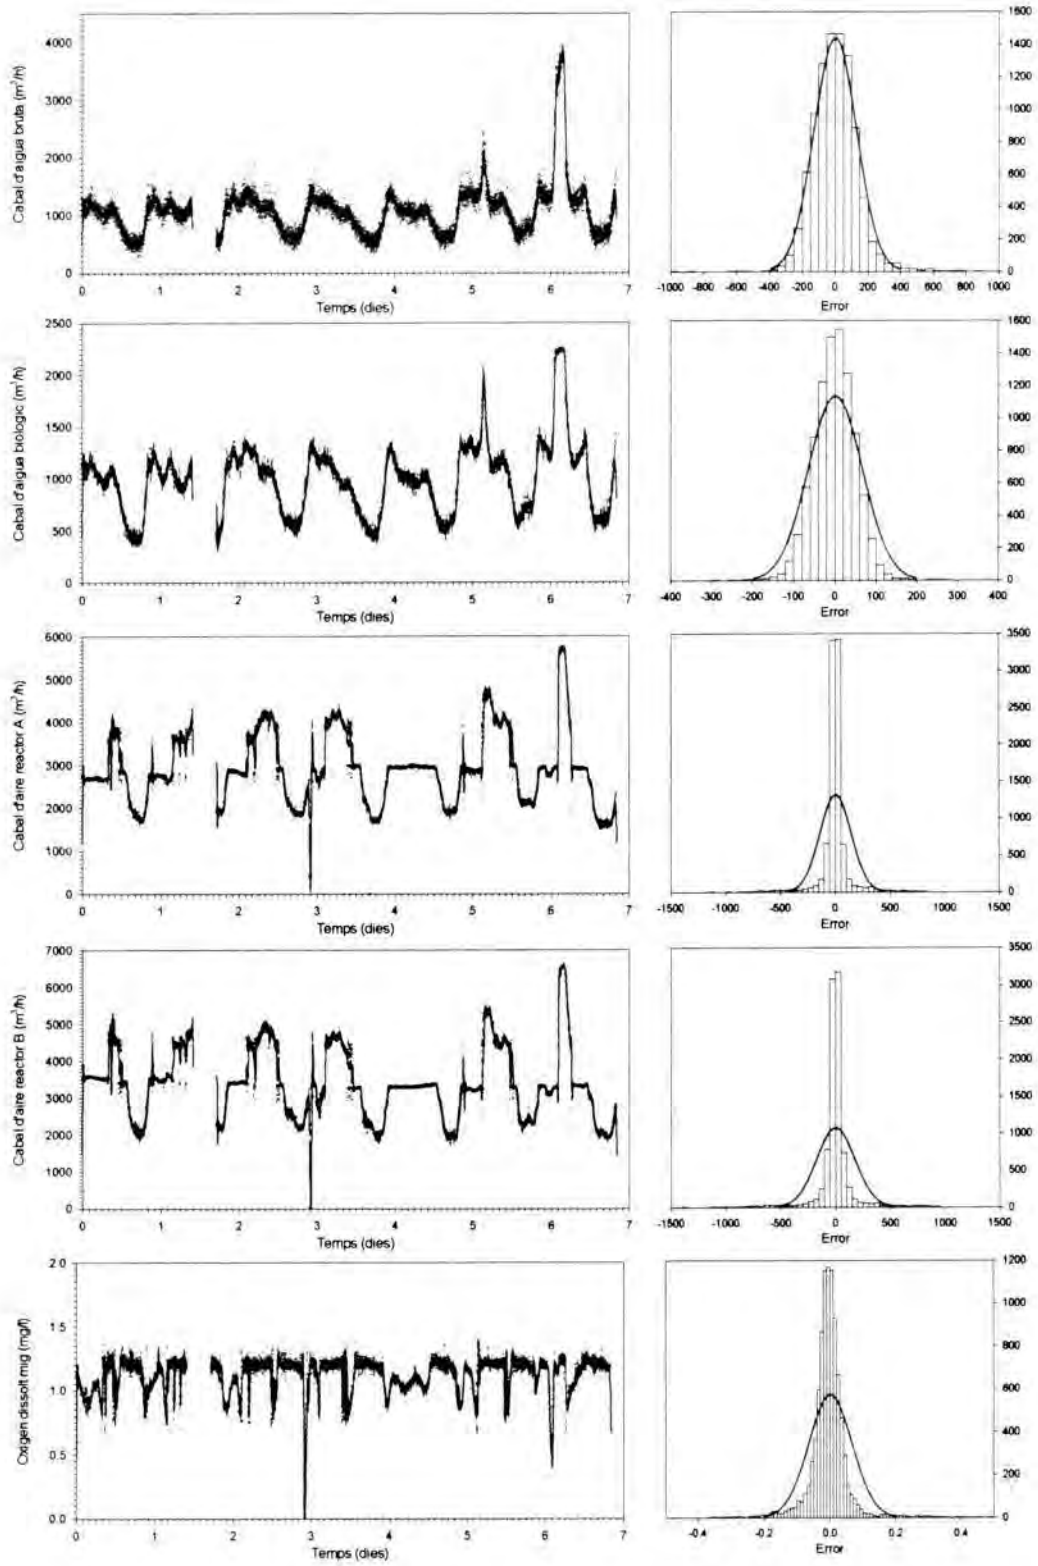 Cabal d'aigua bruta (m³/h)
4000
3000
2000
1000
0
0 1 2 3 4 5 6 7
Temps (dies)
1600
1400
1200
1000
800
600
400
200
0
-1000 -800 -600 -400 -200 0 200 400 600 800 1000
Error
Cabal d'aigua biologic (m³/h)
2500
2000
1500
1000
500
0
0 1 2 3 4 5 6 7
Temps (dies)
1600
1400
1200
1000
800
600
400
200
0
-400 -300 -200 -100 0 100 200 300 400
Error
Cabal d'aire reactor A (m³/h)
6000
5000
4000
3000
2000
1000
0
0 1 2 3 4 5 6 7
Temps (dies)
3500
3000
2500
2000
1500
1000
500
0
-1500 -1000 -500 0 500 1000 1500
Error
Cabal d'aire reactor B (m³/h)
7000
6000
5000
4000
3000
2000
1000
0
0 1 2 3 4 5 6 7
Temps (dies)
3500
3000
2500
2000
1500
1000
500
0
-1500 -1000 -500 0 500 1000 1500
Error
Oxigen dissolt mig (mg/l)
2.0
1.5
1.0
0.5
0.0
0 1 2 3 4 5 6 7
Temps (dies)
1200
1000
800
600
400
200
0
-0.4 -0.2 0.0 0.2 0.4
Error